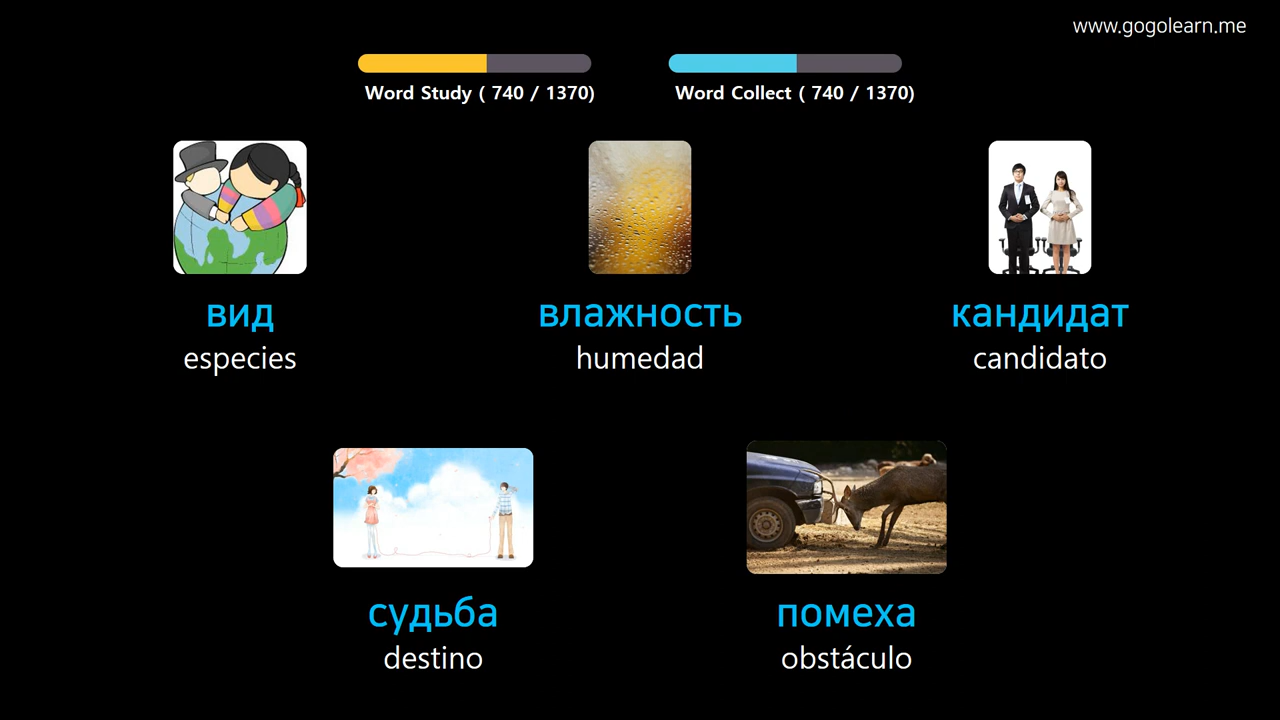 www.gogolearn.me
Word Study ( 740 / 1370)
Word Collect ( 740 / 1370)
вид
especies
влажность
humedad
кандидат
candidato
судьба
destino
помеха
obstáculo